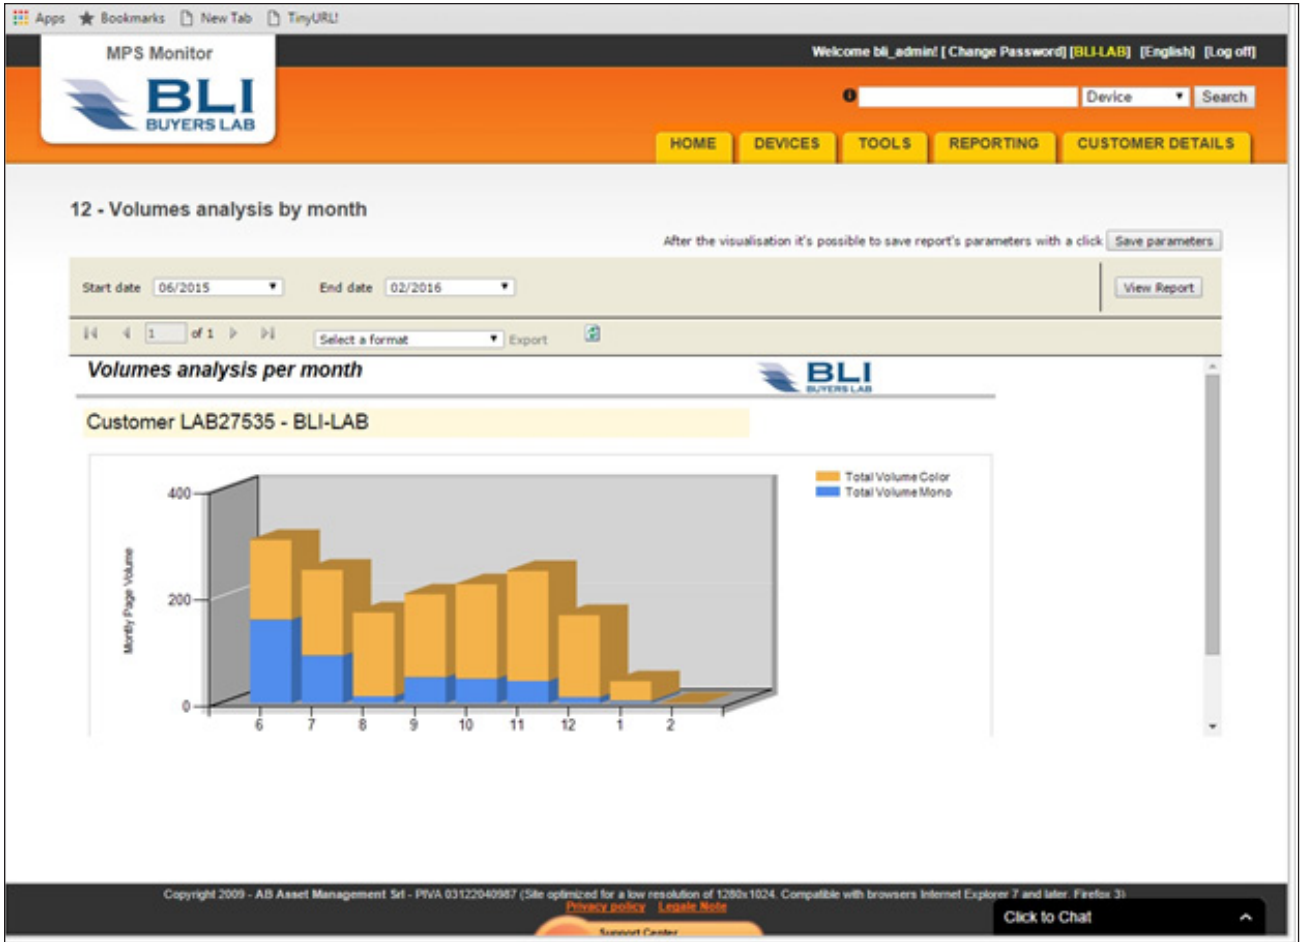 Apps Bookmarks New Tab TinyURL!
MPS Monitor
Welcome bli_admin! [ Change Password] [BLI-LAB] [English] [Log off]
BLI
BUYERS LAB
Device Search
HOME DEVICES TOOLS REPORTING CUSTOMER DETAILS
12 - Volumes analysis by month
After the visualisation it's possible to save report's parameters with a click Save parameters
Start date 06/2015 End date 02/2016 View Report
1 of 1 Select a format Export
Volumes analysis per month
BLI
BUYERS LAB
Customer LAB27535 - BLI-LAB
Total Volume Color
Total Volume Mono
400
200
0
Montly Page Volume
6 7 8 9 10 11 12 1 2
Copyright 2009 - AB Asset Management Srl - PIVA 03122040987 (Site optimized for a low resolution of 1280x1024. Compatible with browsers Internet Explorer 7 and later, Firefox 3)
Privacy policy Legale Note
Click to Chat
Support Center